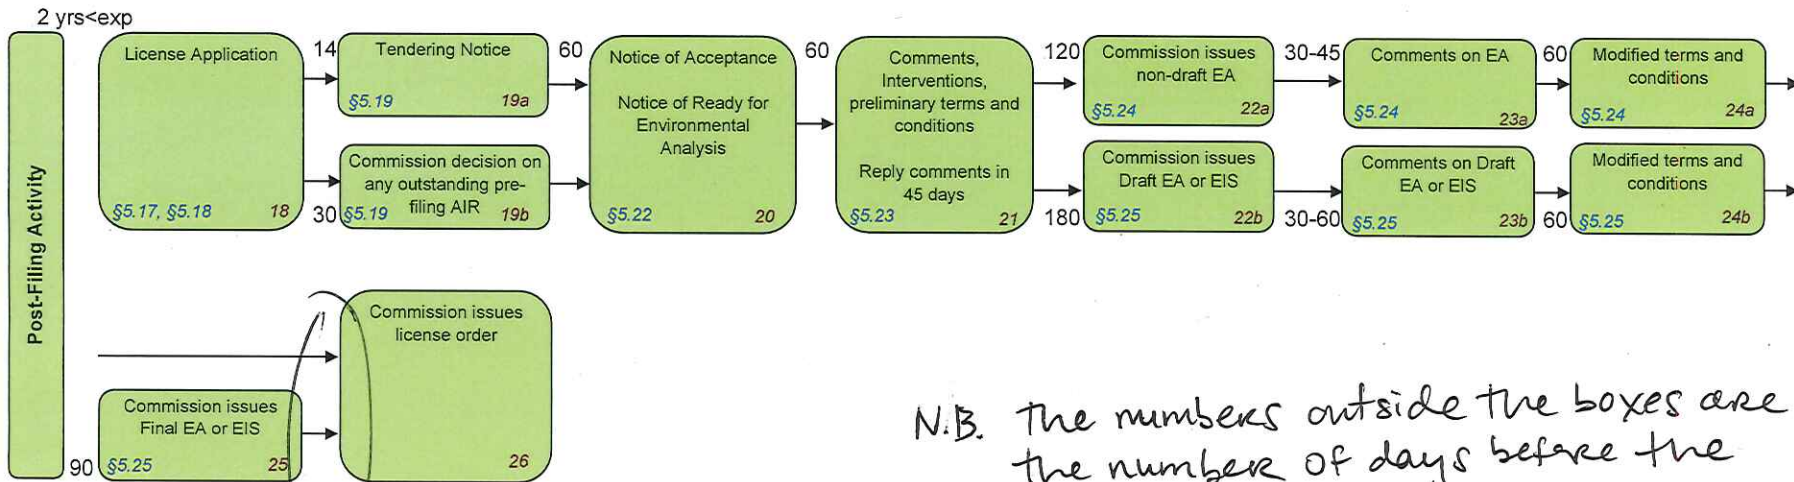 2 yrs<exp
Post-Filing Activity
License Application
§5.17, §5.18 18
14
30
Tendering Notice
§5.19 19a
Commission decision on
any outstanding pre-
filing AIR
§5.19 19b
60
Notice of Acceptance
Notice of Ready for
Environmental
Analysis
§5.22 20
60
Comments,
Interventions,
preliminary terms and
conditions
Reply comments in
45 days
§5.23 21
120
180
Commission issues
non-draft EA
§5.24 22a
Commission issues
Draft EA or EIS
§5.25 22b
30-45
30-60
Comments on EA
§5.24 23a
Comments on Draft
EA or EIS
§5.25 23b
60
60
Modified terms and
conditions
§5.24 24a
Modified terms and
conditions
§5.25 24b
90
Commission issues
Final EA or EIS
§5.25 25
Commission issues
license order
26
N.B. the numbers outside the boxes are
the number of days before the